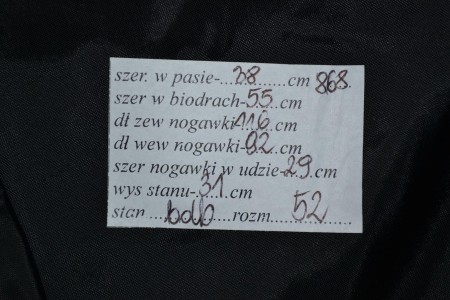 szer. w pasie-...38......cm 868.
szer w biodrach-55..cm
dł zew nogawki 116.cm
dł wew nogawki-82..cm
szer nogawki w udzie-29.cm
wys stanu-.31....cm
stan ...bdb...rozm....52......